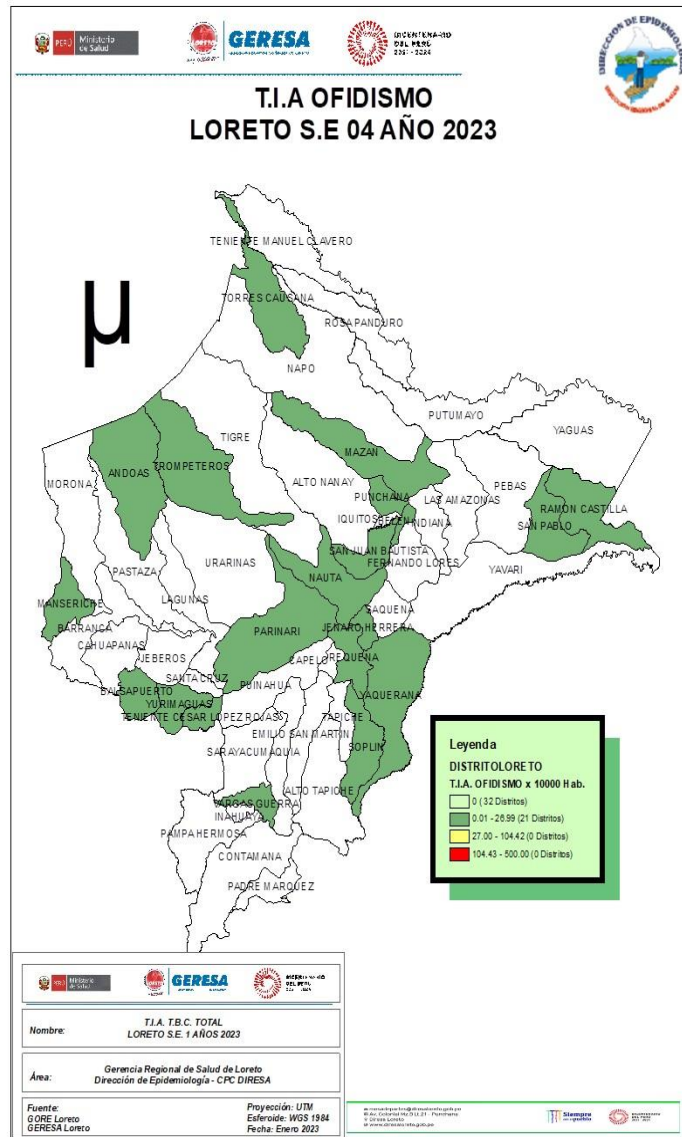 PERÚ Ministerio de Salud
GERESA
BICENTENARIO DEL PERÚ 2021 - 2024
DIRECCIÓN DE EPIDEMIOLOGÍA
T.I.A OFIDISMO
LORETO S.E 04 AÑO 2023
µ
TENIENTE MANUEL CLAVERO
TORRES CAUSANA
ROSA PANDURO
NAPO
PUTUMAYO
YAGUAS
TIGRE
MAZAN
ANDOAS
TROMPETEROS
MORONA
ALTO NANAY
PEBAS
PUNCHANA
LAS AMAZONAS
RAMON CASTILLA
IQUITOS
BELEN
INDIANA
SAN PABLO
SAN JUAN BAUTISTA
URARINAS
FERNANDO LORES
YAVARI
PASTAZA
NAUTA
MANSERICHE
LAGUNAS
SAQUENA
BARRANCA
PARINARI
JENARO HERRERA
CAHUAPANAS
JEBEROS
CAPELO
REQUENA
SANTA CRUZ
PUINAHUA
BALSAPUERTO
YAQUERANA
YURIMAGUAS
TENIENTE CESAR LOPEZ ROJAS
TAPICHE
EMILIO SAN MARTIN
SOPLIN
SARAYACU
MAQUIA
ALTO TAPICHE
VARGAS GUERRA
INAHUAYA
PAMPA HERMOSA
CONTAMANA
PADRE MARQUEZ
Leyenda
DISTRITOLORETO
T.I.A. OFIDISMO x 10000 Hab.
0 ( 32 Distritos)
0.01 - 26.99 (21 Distritos)
27.00 - 104.42 (0 Distritos)
104.43 - 500.00 (0 Distritos)
PERÚ Ministerio de Salud
GERESA
Nombre: T.I.A. T.B.C. TOTAL
LORETO S.E. 1 AÑOS 2023
Área: Gerencia Regional de Salud de Loreto
Dirección de Epidemiología - CPC DIRESA
Fuente: Proyección: UTM
GORE Loreto Esferoide: WGS 1984
GERESA Loreto Fecha: Enero 2023
Siempre con el pueblo